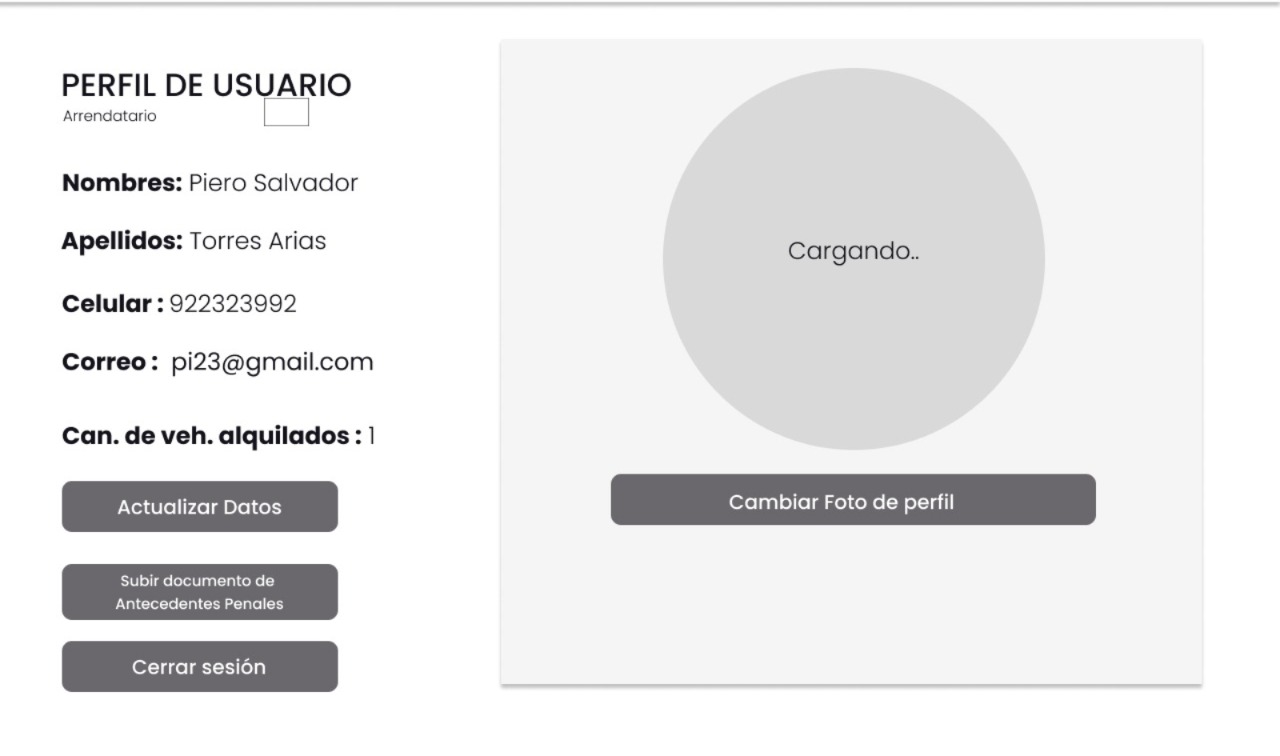 PERFIL DE USUARIO
Arrendatario
Nombres: Piero Salvador
Apellidos: Torres Arias
Celular : 922323992
Correo : pi23@gmail.com
Can. de veh. alquilados : 1
Actualizar Datos
Subir documento de
Antecedentes Penales
Cerrar sesión
Cargando..
Cambiar Foto de perfil